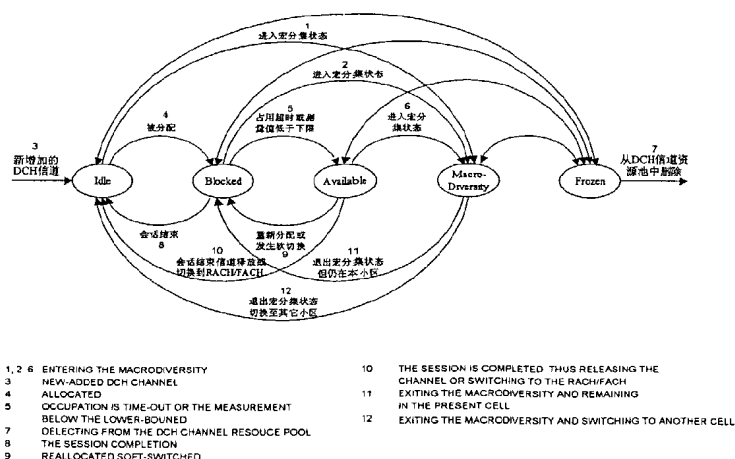 1
进入宏分集状态
2
进入宏分集状态
3
新增加的
DCH信道
4
被分配
5
占用超时或测
量值低于下限
6
进入宏分
集状态
7
从DCH信道资
源池中删除
Idle
Blocked
Available
Macro-
Diversity
Frozen
会话结束
8
重新分配或
发生软切换
9
10
会话结束信道释放或
切换到RACH/FACH
11
退出宏分集状态
但仍在本小区
12
退出宏分集状态
切换至其它小区
1, 2 6 ENTERING THE MACRODIVERSITY
3 NEW-ADDED DCH CHANNEL
4 ALLOCATED
5 OCCUPATION IS TIME-OUT OR THE MEASUREMENT
BELOW THE LOWER-BOUNDED
7 DELECTING FROM THE DCH CHANNEL RESOUCE POOL
8 THE SESSION COMPLETION
9 REALLOCATED SOFT-SWITCHED
10 THE SESSION IS COMPLETED THUS RELEASING THE
CHANNEL OR SWITCHING TO THE RACH/FACH
11 EXITING THE MACRODIVERSITY AND REMAINING
IN THE PRESENT CELL
12 EXITING THE MACRODIVERSITY AND SWITCHING TO ANOTHER CELL